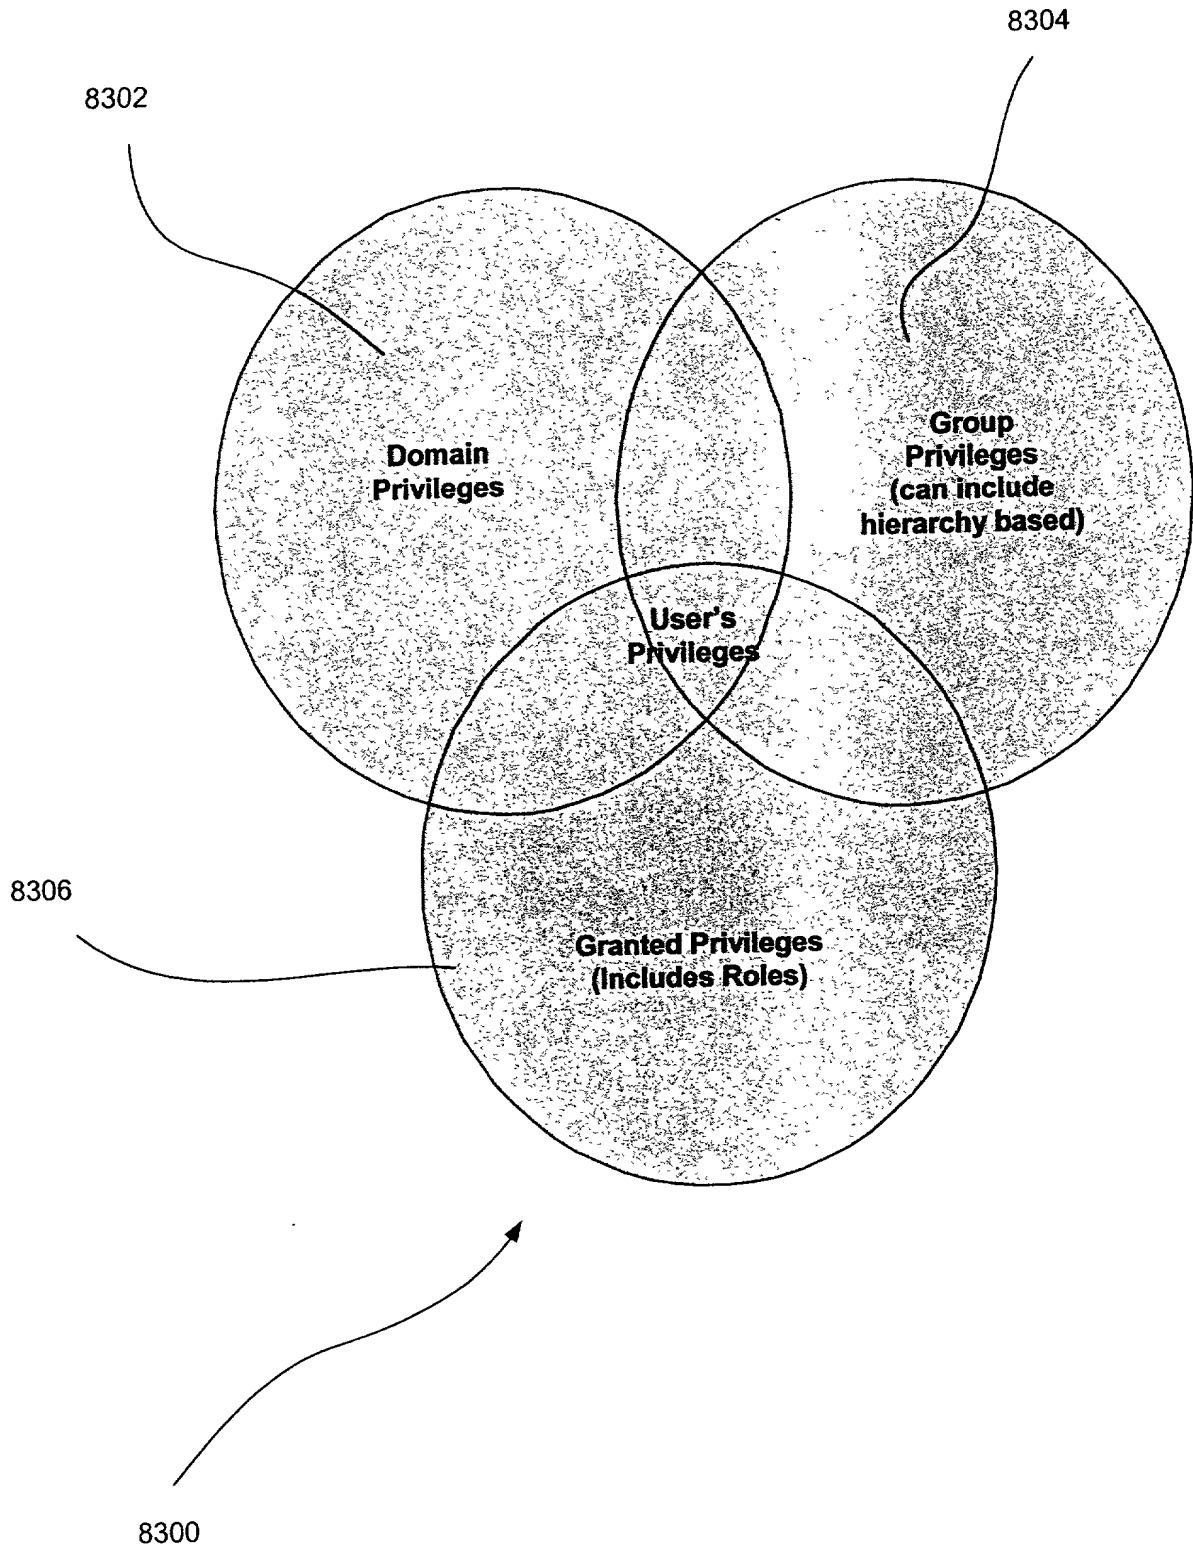 8304
8302
Group
Privileges
(can include
hierarchy based)
Domain
Privileges
User's
Privileges
8306
Granted Privileges
(Includes Roles)
8300